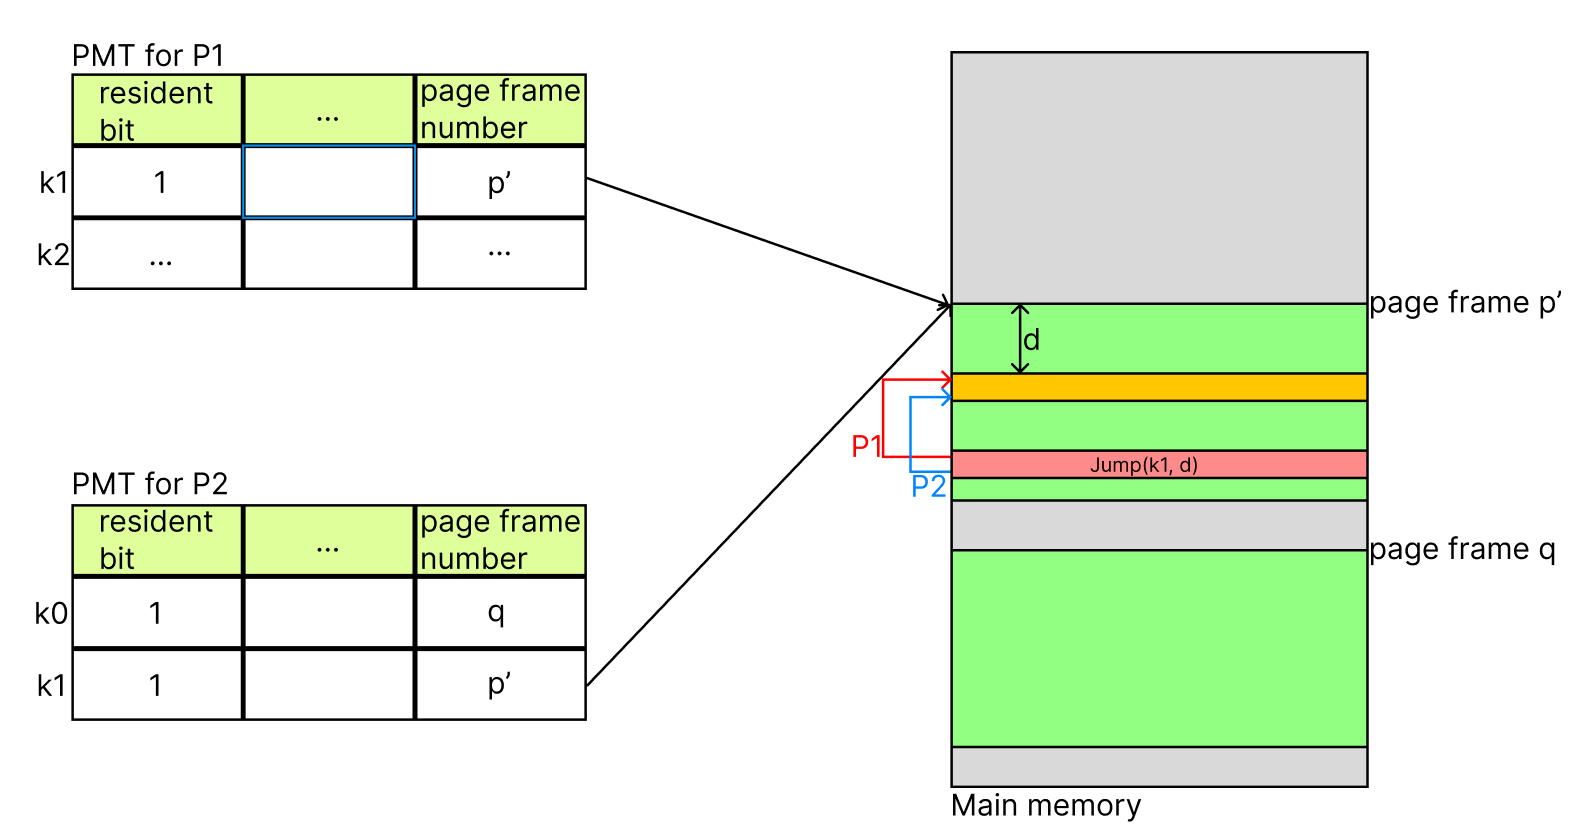 PMT for P1
resident bit
...
page frame number
k1
1
p’
k2
...
...
PMT for P2
resident bit
...
page frame number
k0
1
q
k1
1
p’
page frame p’
d
P1
Jump(k1, d)
P2
page frame q
Main memory